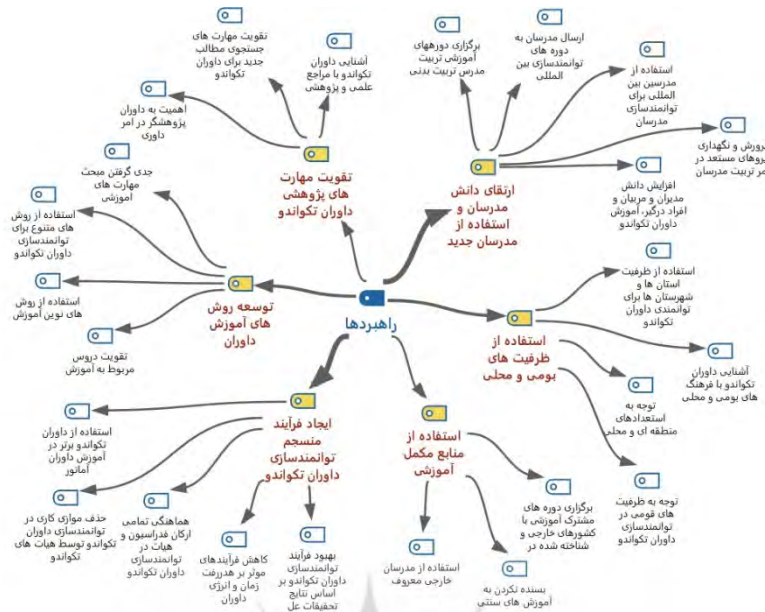 تقویت مهارت های
جستجوی مطالب
جدید برای داوران
تکواندو
آشنایی داوران
تکواندو با مراجع
علمی و پژوهشی
اهمیت به داوران
پژوهشگر در امر
داوری
تقویت مهارت
های پژوهشی
داوران تکواندو
برگزاری دورههای
آموزشی تربیت
مدرس تربیت بدنی
ارسال مدرسان به
دوره های
توانمندسازی بین
المللی
استفاده از
مدرسین بین
المللی برای
توانمندسازی
مدرسان
پرورش و نگهداری
نیروهای مستعد در
امر تربیت مدرسان
افزایش دانش
مدیران و مربیان و
افراد درگیر، آموزش
داوران تکواندو
ارتقای دانش
مدرسان و
استفاده از
مدرسان جدید
جدی گرفتن مبحث
مهارت های
اموزشی
استفاده از روش
های متنوع برای
توانمندسازی
داوران تکواندو
استفاده از روش
های نوین آموزش
تقویت دروس
مربوط به آموزش
توسعه روش
های آموزش
داوران
راهبردها
استفاده از ظرفیت
استان ها و
شهرستان ها برای
توانمندی داوران
تکواندو
آشنایی داوران
تکواندو با فرهنگ
های بومی و محلی
توجه به
استعدادهای
منطقه ای و محلی
توجه به ظرفیت
های قومی در
توانمندسازی
داوران تکواندو
استفاده از
ظرفیت های
بومی و محلی
ایجاد فرآیند
منسجم
توانمندسازی
داوران تکواندو
استفاده از داوران
تکواندو برتر در
آموزش داوران
آماتور
حذف موازی کاری در
توانمندسازی داوران
تکواندو توسط هیات های
تکواندو
هماهنگی تمامی
ارکان فدراسیون و
هیات در
توانمندسازی
داوران تکواندو
کاهش فرآیندهای
موثر بر هدررفت
زمان و انرژی
داوران
بهبود فرآیند
توانمندسازی
داوران تکواندو بر
اساس نتایج
تحقیقات عل
استفاده از
منابع مکمل
آموزشی
استفاده از مدرسان
خارجی معروف
بسنده نکردن به
آموزش های سنتی
برگزاری دوره های
مشترک آموزشی با
کشورهای خارجی و
شناخته شده در